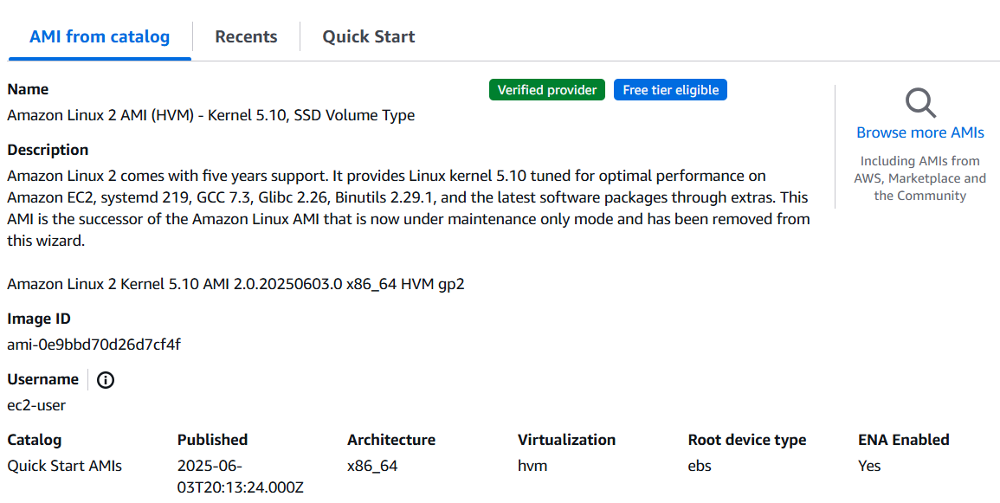 AMI from catalog
Recents
Quick Start
Name
Verified provider
Free tier eligible
Amazon Linux 2 AMI (HVM) - Kernel 5.10, SSD Volume Type
Description
Amazon Linux 2 comes with five years support. It provides Linux kernel 5.10 tuned for optimal performance on
Amazon EC2, systemd 219, GCC 7.3, Glibc 2.26, Binutils 2.29.1, and the latest software packages through extras. This
AMI is the successor of the Amazon Linux AMI that is now under maintenance only mode and has been removed from
this wizard.
Amazon Linux 2 Kernel 5.10 AMI 2.0.20250603.0 x86_64 HVM gp2
Browse more AMIs
Including AMIs from
AWS, Marketplace and
the Community
Image ID
ami-0e9bbd70d26d7cf4f
Username
ec2-user
Catalog
Quick Start AMIs
Published
2025-06-
03T20:13:24.000Z
Architecture
x86_64
Virtualization
hvm
Root device type
ebs
ENA Enabled
Yes